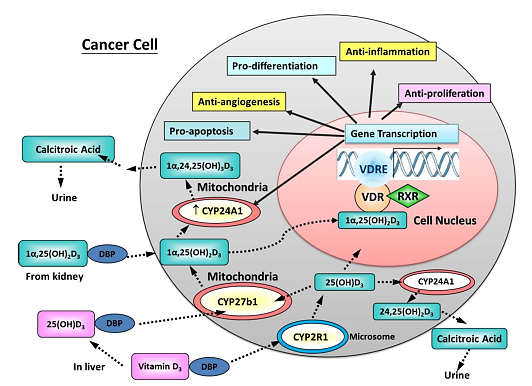 Cancer Cell
Anti-inflammation
Pro-differentiation
Anti-proliferation
Anti-angiogenesis
Pro-apoptosis
Gene Transcription
Calcitroic Acid
Urine
1α,24,25(OH)₃D₃
Mitochondria
↑ CYP24A1
VDRE
VDR
RXR
1α,25(OH)₂D₃
Cell Nucleus
1α,25(OH)₂D₃
DBP
From kidney
1α,25(OH)₂D₃
Mitochondria
CYP27b1
25(OH)D₃
CYP24A1
24,25(OH)₂D₃
25(OH)D₃
DBP
CYP2R1
Microsome
Calcitroic Acid
Urine
In liver
Vitamin D₃
DBP